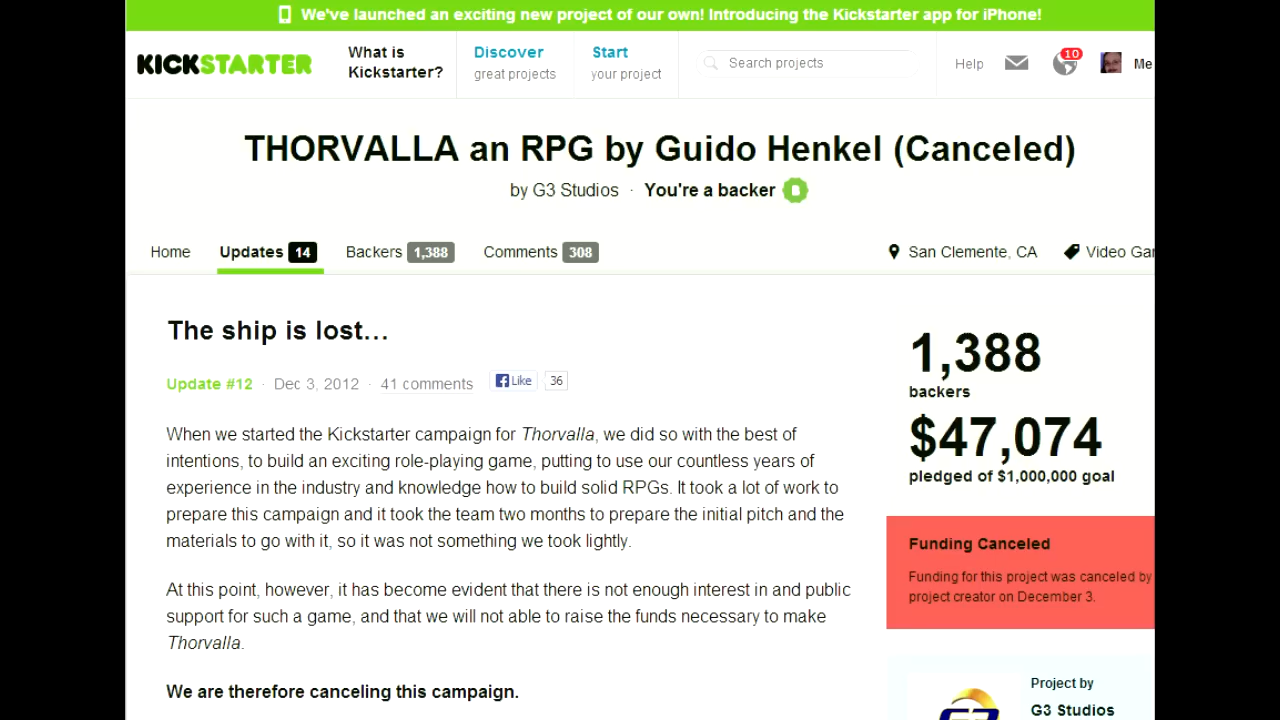 We've launched an exciting new project of our own! Introducing the Kickstarter app for iPhone!
KICKSTARTER
What is
Kickstarter?
Discover
great projects
Start
your project
Search projects
Help
10
Me
THORVALLA an RPG by Guido Henkel (Canceled)
by G3 Studios · You're a backer
Home Updates 14 Backers 1,388 Comments 308
San Clemente, CA Video Gar
The ship is lost…
Update #12 · Dec 3, 2012 · 41 comments Like 36
When we started the Kickstarter campaign for Thorvalla, we did so with the best of
intentions, to build an exciting role-playing game, putting to use our countless years of
experience in the industry and knowledge how to build solid RPGs. It took a lot of work to
prepare this campaign and it took the team two months to prepare the initial pitch and the
materials to go with it, so it was not something we took lightly.
At this point, however, it has become evident that there is not enough interest in and public
support for such a game, and that we will not able to raise the funds necessary to make
Thorvalla.
We are therefore canceling this campaign.
1,388
backers
$47,074
pledged of $1,000,000 goal
Funding Canceled
Funding for this project was canceled by
project creator on December 3.
Project by
G3 Studios